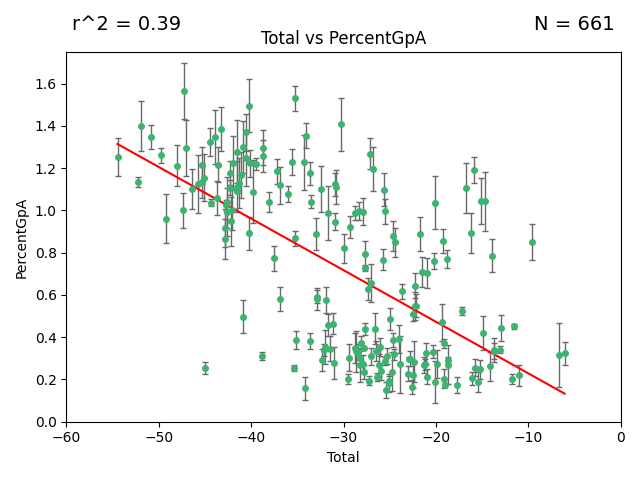 r^2 = 0.39
N = 661
Total vs PercentGpA
PercentGpA
1.6
1.4
1.2
1.0
0.8
0.6
0.4
0.2
0.0
−60 −50 −40 −30 −20 −10 0
Total